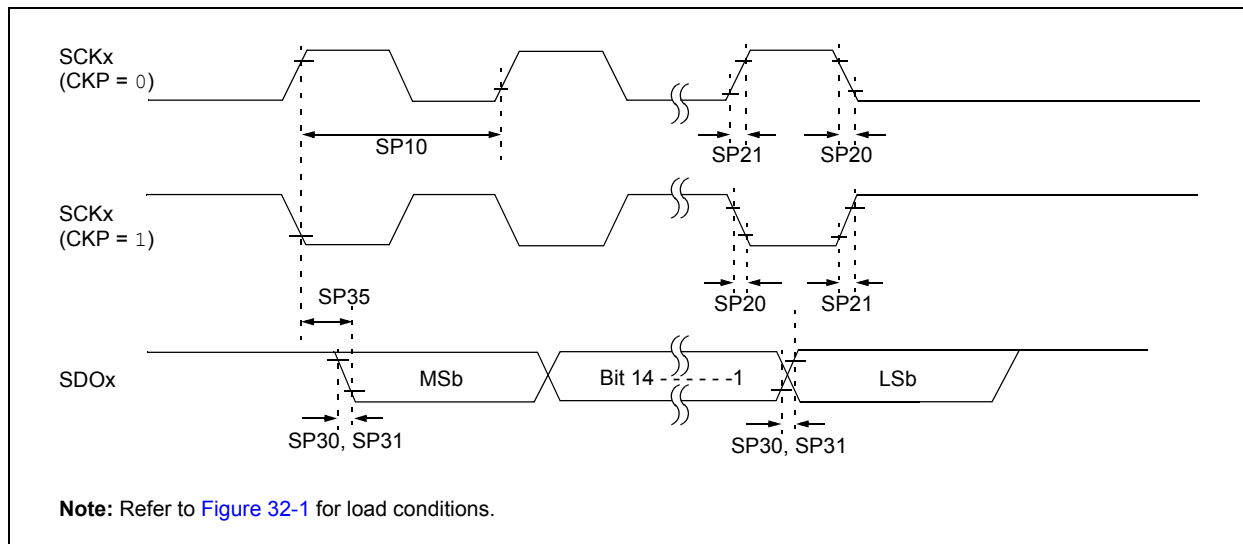 SCKx
(CKP = 0)
SP10
SP21
SP20
SCKx
(CKP = 1)
SP35
SP20
SP21
SDOx
MSb
Bit 14 - - - - - - -1
LSb
SP30, SP31
SP30, SP31
Note: Refer to Figure 32-1 for load conditions.